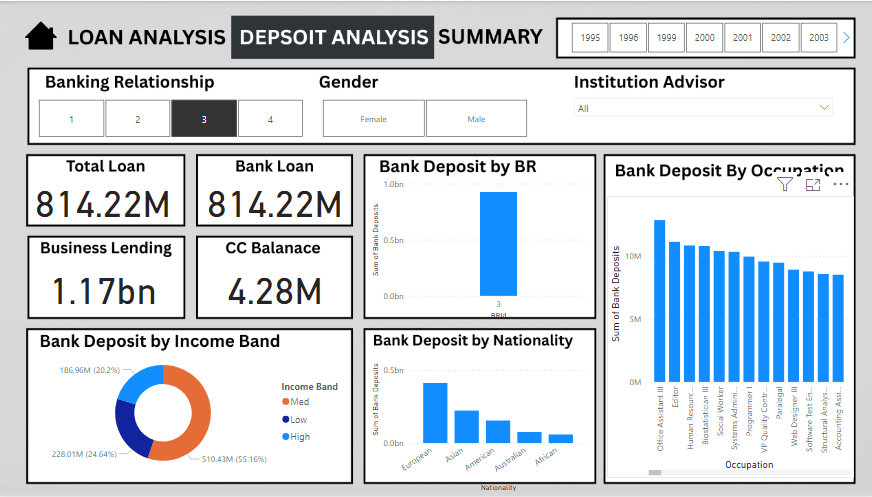 LOAN ANALYSIS DEPSOIT ANALYSIS SUMMARY
1995 1996 1999 2000 2001 2002 2003
Banking Relationship
1 2 3 4
Gender
Female Male
Institution Advisor
All
Total Loan
814.22M
Bank Loan
814.22M
Business Lending
1.17bn
CC Balanace
4.28M
Bank Deposit by BR
Sum of Bank Deposits
1.0bn
0.5bn
0.0bn
3
BRId
Bank Deposit By Occupation
Sum of Bank Deposits
10M
5M
0M
Office Assistant III
Editor
Human Resourc...
Biostatistician III
Social Worker
Systems Admini...
Programmer I
VP Quality Contr...
Paralegal
Web Designer III
Software Test En...
Structural Analys...
Accounting Assi...
Occupation
Bank Deposit by Income Band
186.96M (20.2%)
228.01M (24.64%)
510.43M (55.16%)
Income Band
Med
Low
High
Bank Deposit by Nationality
Sum of Bank Deposits
0.5bn
0.0bn
European
Asian
American
Australian
African
Nationality